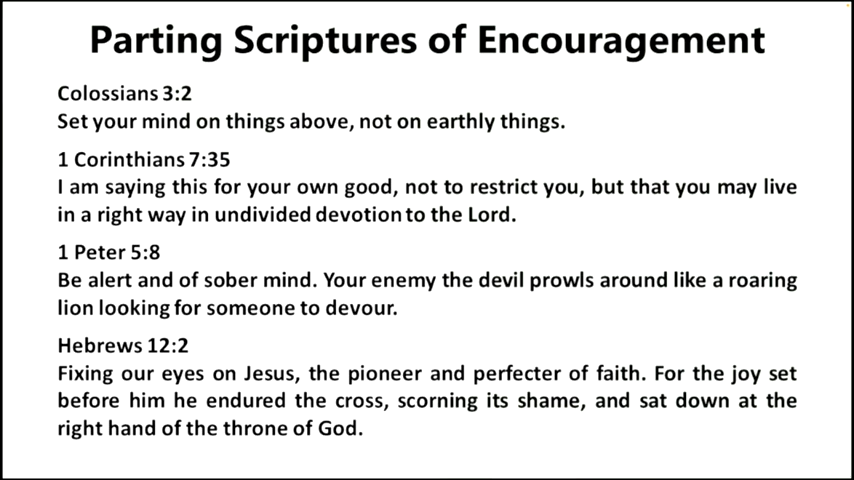 Parting Scriptures of Encouragement
Colossians 3:2
Set your mind on things above, not on earthly things.
1 Corinthians 7:35
I am saying this for your own good, not to restrict you, but that you may live
in a right way in undivided devotion to the Lord.
1 Peter 5:8
Be alert and of sober mind. Your enemy the devil prowls around like a roaring
lion looking for someone to devour.
Hebrews 12:2
Fixing our eyes on Jesus, the pioneer and perfecter of faith. For the joy set
before him he endured the cross, scorning its shame, and sat down at the
right hand of the throne of God.